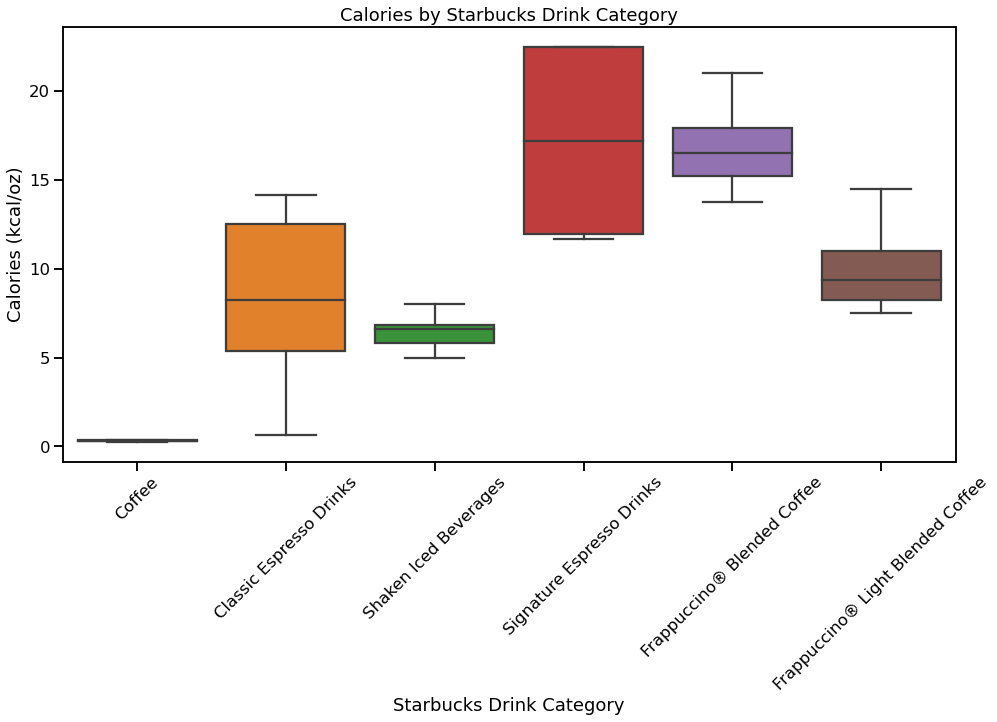 Calories by Starbucks Drink Category
Calories (kcal/oz)
20
15
10
5
0
Coffee
Classic Espresso Drinks
Shaken Iced Beverages
Signature Espresso Drinks
Frappuccino® Blended Coffee
Frappuccino® Light Blended Coffee
Starbucks Drink Category